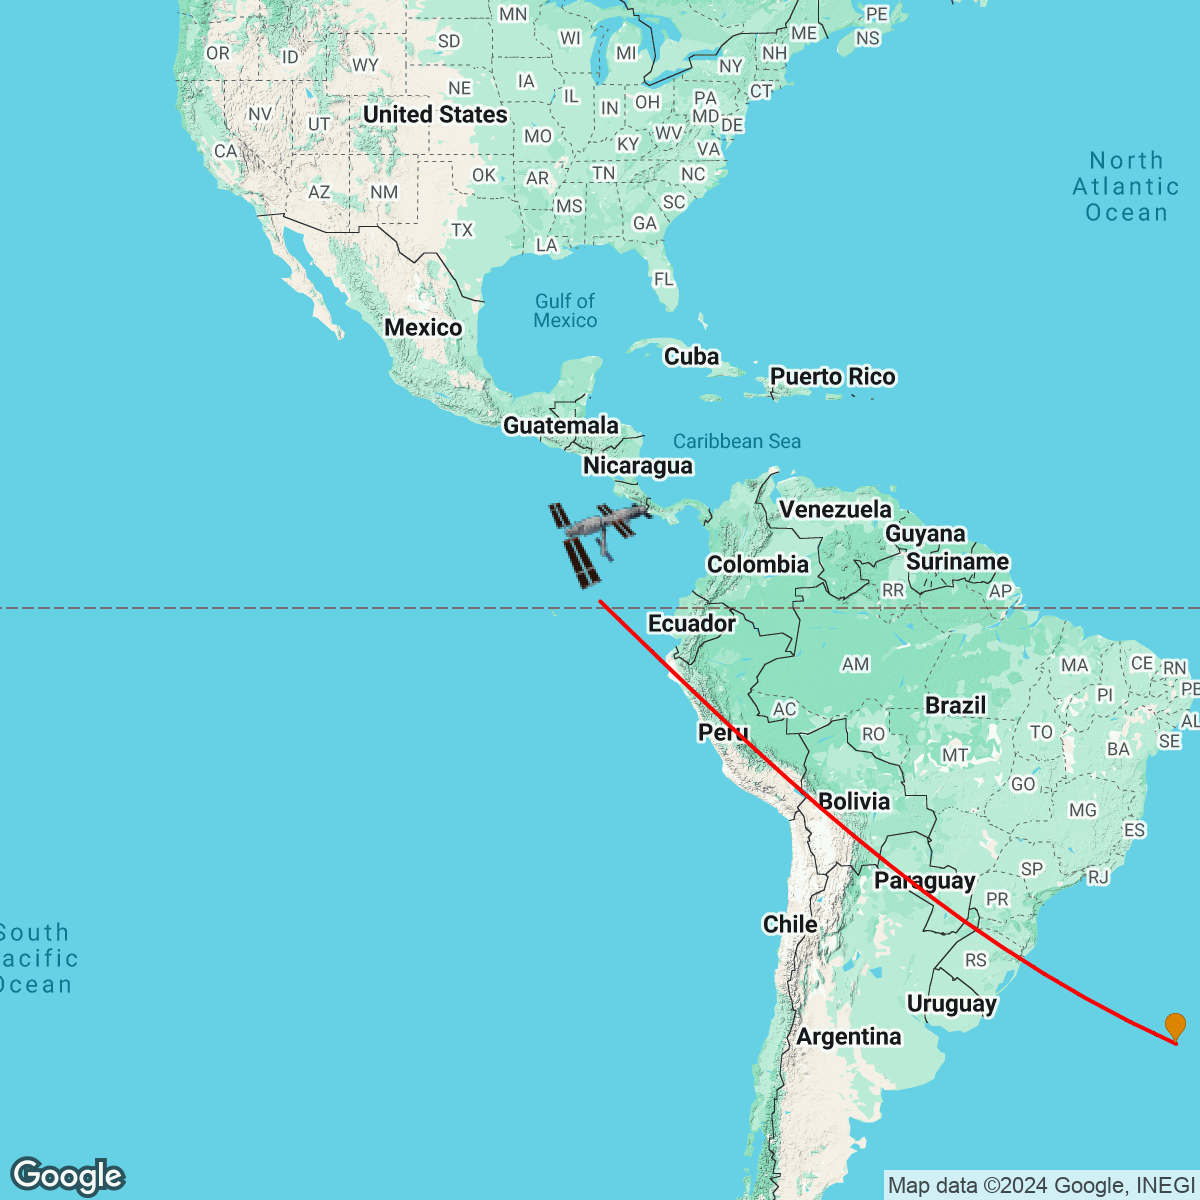 MN
PE
ME
NS
WI
SD
OR
ID
MI
NH
WY
NY
IA
NE
CT
IL
OH
PA
IN
NV
United States
MD
UT
DE
MO
WV
KY
CA
VA
TN
NC
OK
AR
AZ
NM
SC
MS
GA
TX
LA
FL
North
Atlantic
Ocean
Gulf of
Mexico
Mexico
Cuba
Puerto Rico
Guatemala
Caribbean Sea
Nicaragua
Venezuela
Guyana
Colombia
Suriname
RR
AP
Ecuador
AM
MA
CE
RN
PB
PI
AC
Brazil
AL
Peru
RO
TO
SE
MT
BA
GO
Bolivia
MG
ES
SP
Paraguay
RJ
PR
Chile
South
acific
Ocean
RS
Uruguay
Argentina
Google
Map data ©2024 Google, INEGI